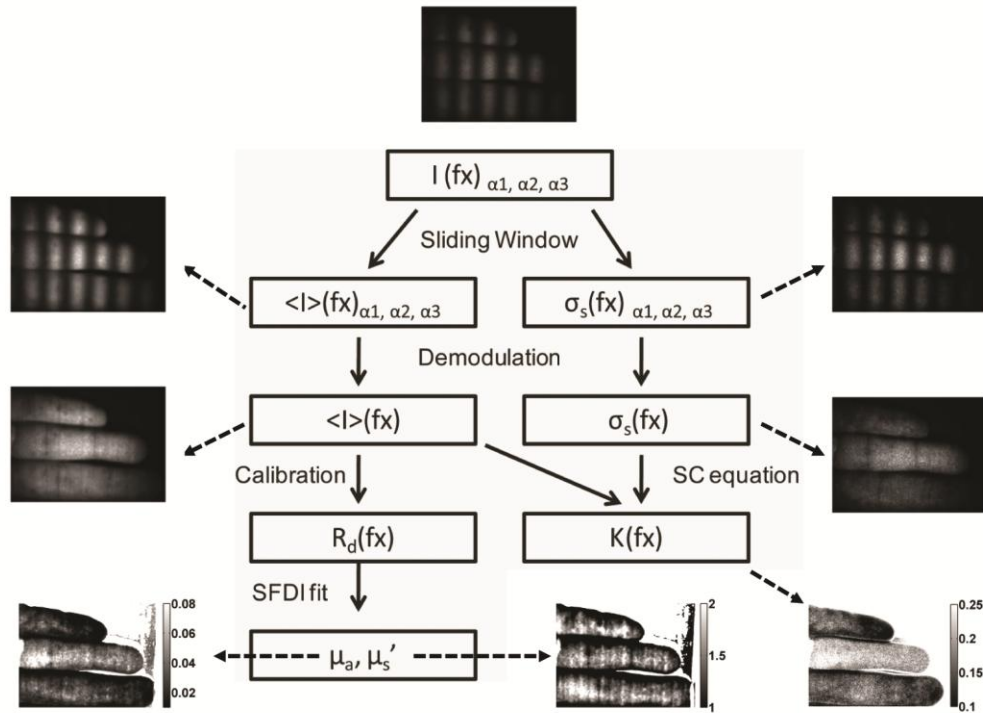 I (fx) α1, α2, α3
Sliding Window
<I>(fx)α1, α2, α3
σs(fx) α1, α2, α3
Demodulation
<I>(fx)
σs(fx)
Calibration
SC equation
Rd(fx)
K(fx)
SFDI fit
μa, μs’
0.08
0.06
0.04
0.02
2
1.5
1
0.25
0.2
0.15
0.1